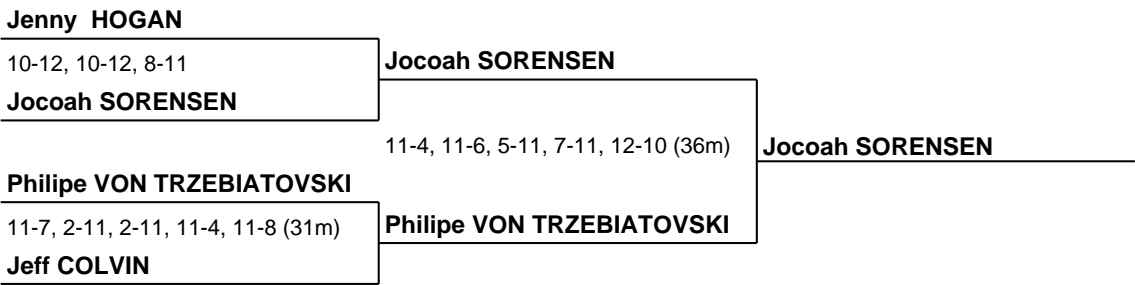 Jenny  HOGAN
10-12, 10-12, 8-11
Jocoah SORENSEN
Jocoah SORENSEN
11-4, 11-6, 5-11, 7-11, 12-10 (36m)
Jocoah SORENSEN
Philipe VON TRZEBIATOVSKI
11-7, 2-11, 2-11, 11-4, 11-8 (31m)
Philipe VON TRZEBIATOVSKI
Jeff COLVIN